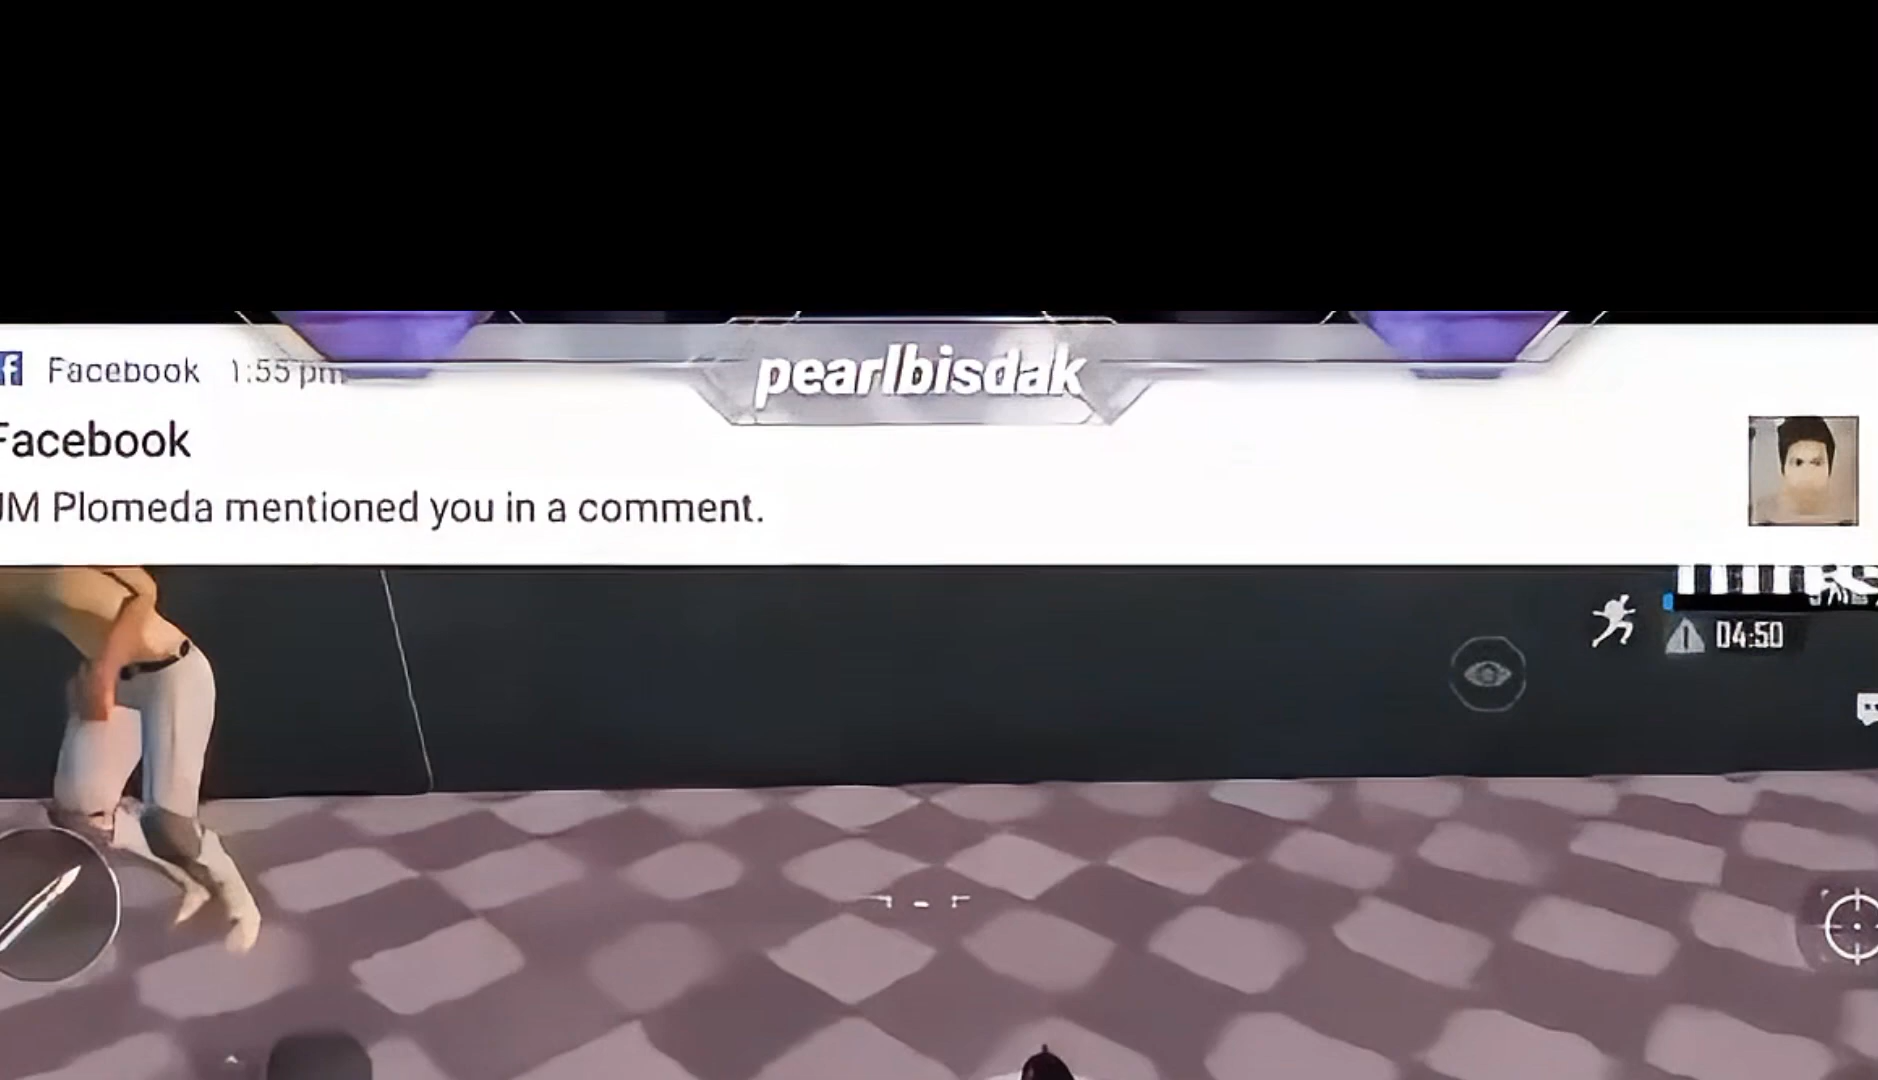 pearlbisdak
Facebook 1:55 pm
Facebook
JM Plomeda mentioned you in a comment.
04:50